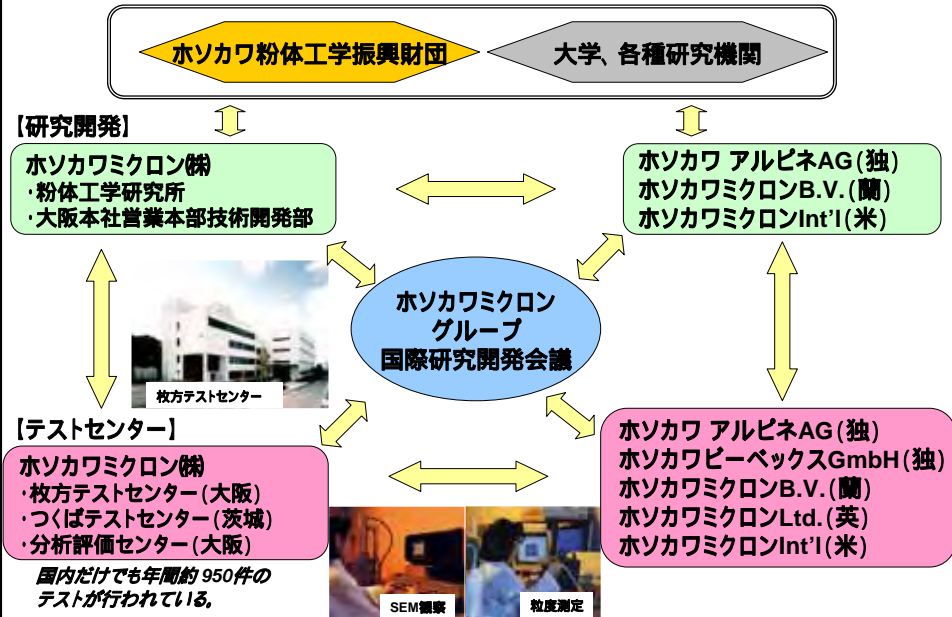 ホソカワ粉体工学振興財団
大学、各種研究機関
【研究開発】
ホソカワミクロン㈱
・粉体工学研究所
・大阪本社営業本部技術開発部
ホソカワ アルピネAG(独)
ホソカワミクロンB.V.(蘭)
ホソカワミクロンInt'l(米)
ホソカワミクロン
グループ
国際研究開発会議
枚方テストセンター
【テストセンター】
ホソカワミクロン㈱
・枚方テストセンター(大阪)
・つくばテストセンター(茨城)
・分析評価センター(大阪)
国内だけでも年間約 950件の
テストが行われている。
SEM観察
粒度測定
ホソカワ アルピネAG(独)
ホソカワビーペックスGmbH(独)
ホソカワミクロンB.V.(蘭)
ホソカワミクロンLtd.(英)
ホソカワミクロンInt'l(米)